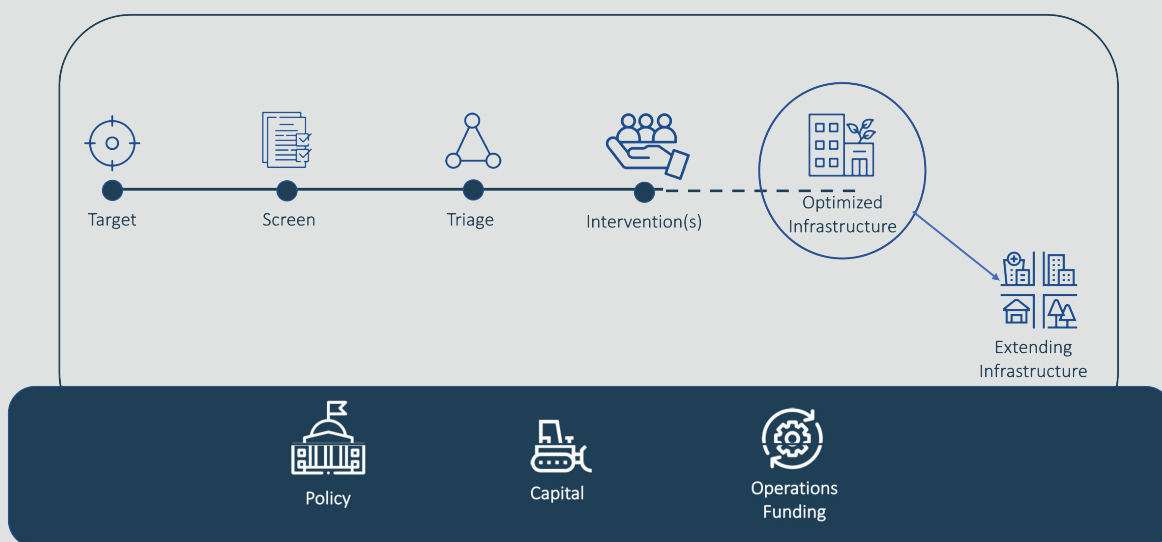 Target
Screen
Triage
Intervention(s)
Optimized
Infrastructure
Extending
Infrastructure
Policy
Capital
Operations
Funding